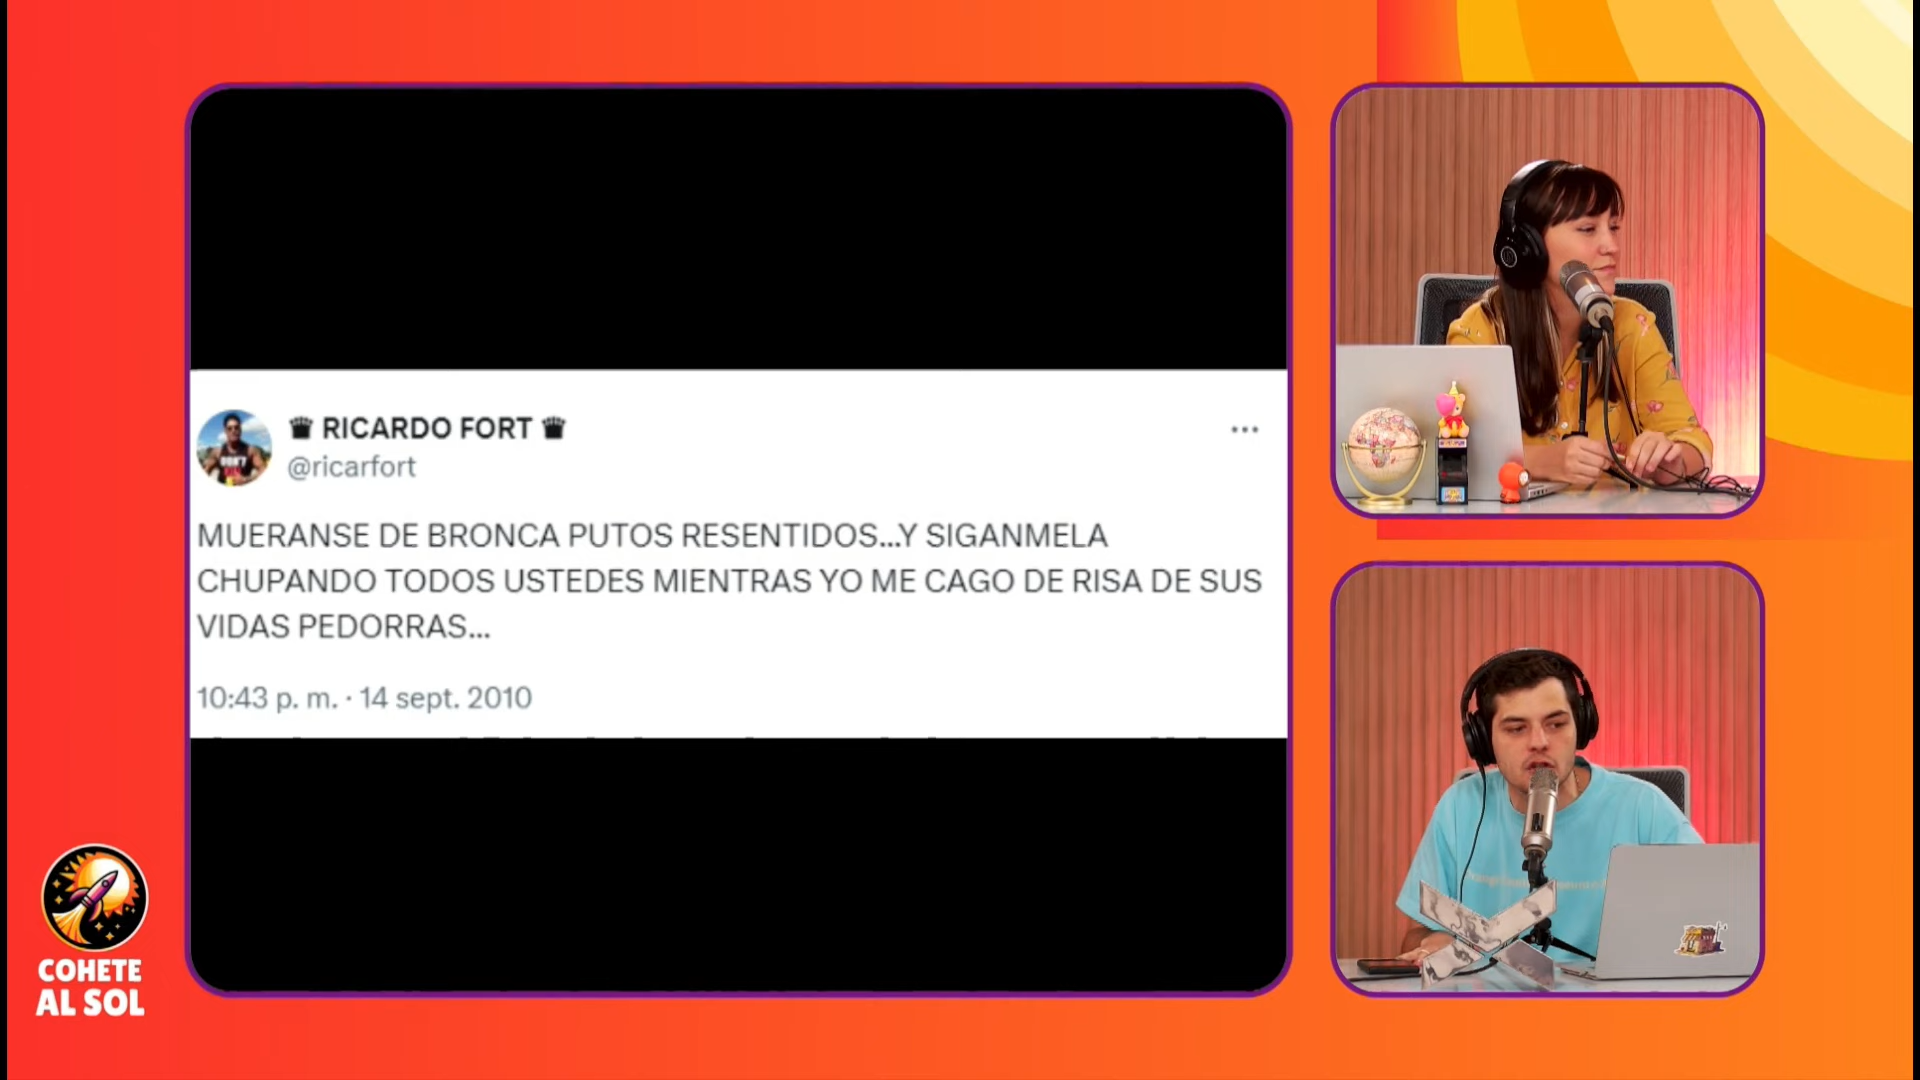 ♛ RICARDO FORT ♛
@ricarfort
MUERANSE DE BRONCA PUTOS RESENTIDOS...Y SIGANMELA
CHUPANDO TODOS USTEDES MIENTRAS YO ME CAGO DE RISA DE SUS
VIDAS PEDORRAS...
10:43 p. m. · 14 sept. 2010
COHETE
AL SOL